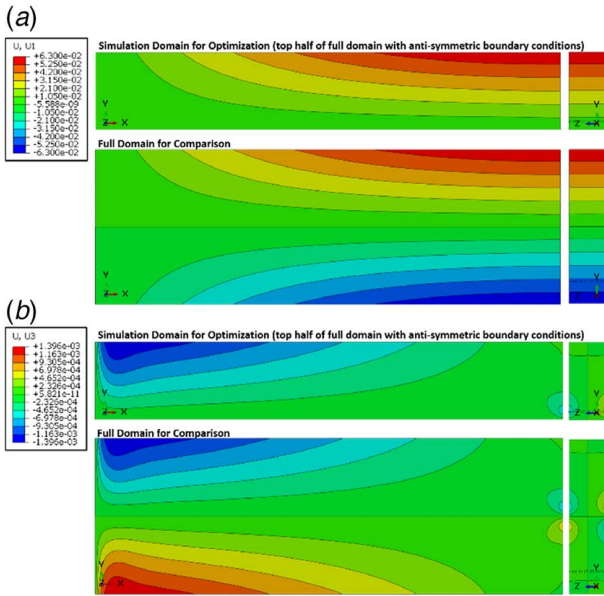 (a)
U, U1
+6.300e-02
+5.250e-02
+4.200e-02
+3.150e-02
+2.100e-02
+1.050e-02
-5.588e-09
-1.050e-02
-2.100e-02
-3.150e-02
-4.200e-02
-5.250e-02
-6.300e-02
Simulation Domain for Optimization (top half of full domain with anti-symmetric boundary conditions)
Y
Z X
Y
Z X
Full Domain for Comparison
Y
Z X
Y
Z X
(b)
U, U3
+1.396e-03
+1.163e-03
+9.305e-04
+6.978e-04
+4.652e-04
+2.326e-04
+5.821e-11
-2.326e-04
-4.652e-04
-6.978e-04
-9.305e-04
-1.163e-03
-1.396e-03
Simulation Domain for Optimization (top half of full domain with anti-symmetric boundary conditions)
Y
Z X
Y
Z X
Full Domain for Comparison
Y
Z X
Y
Z X